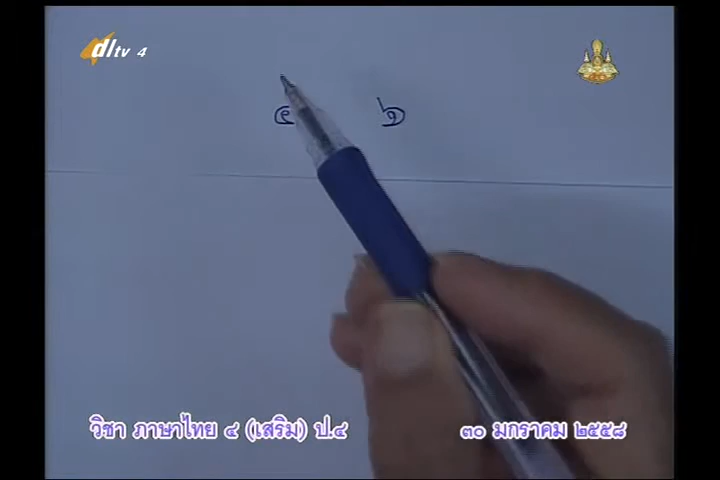 dltv 4
๒
วิชา ภาษาไทย ๔ (เสริม) ป.๔
๓๐ มกราคม ๒๕๕๘